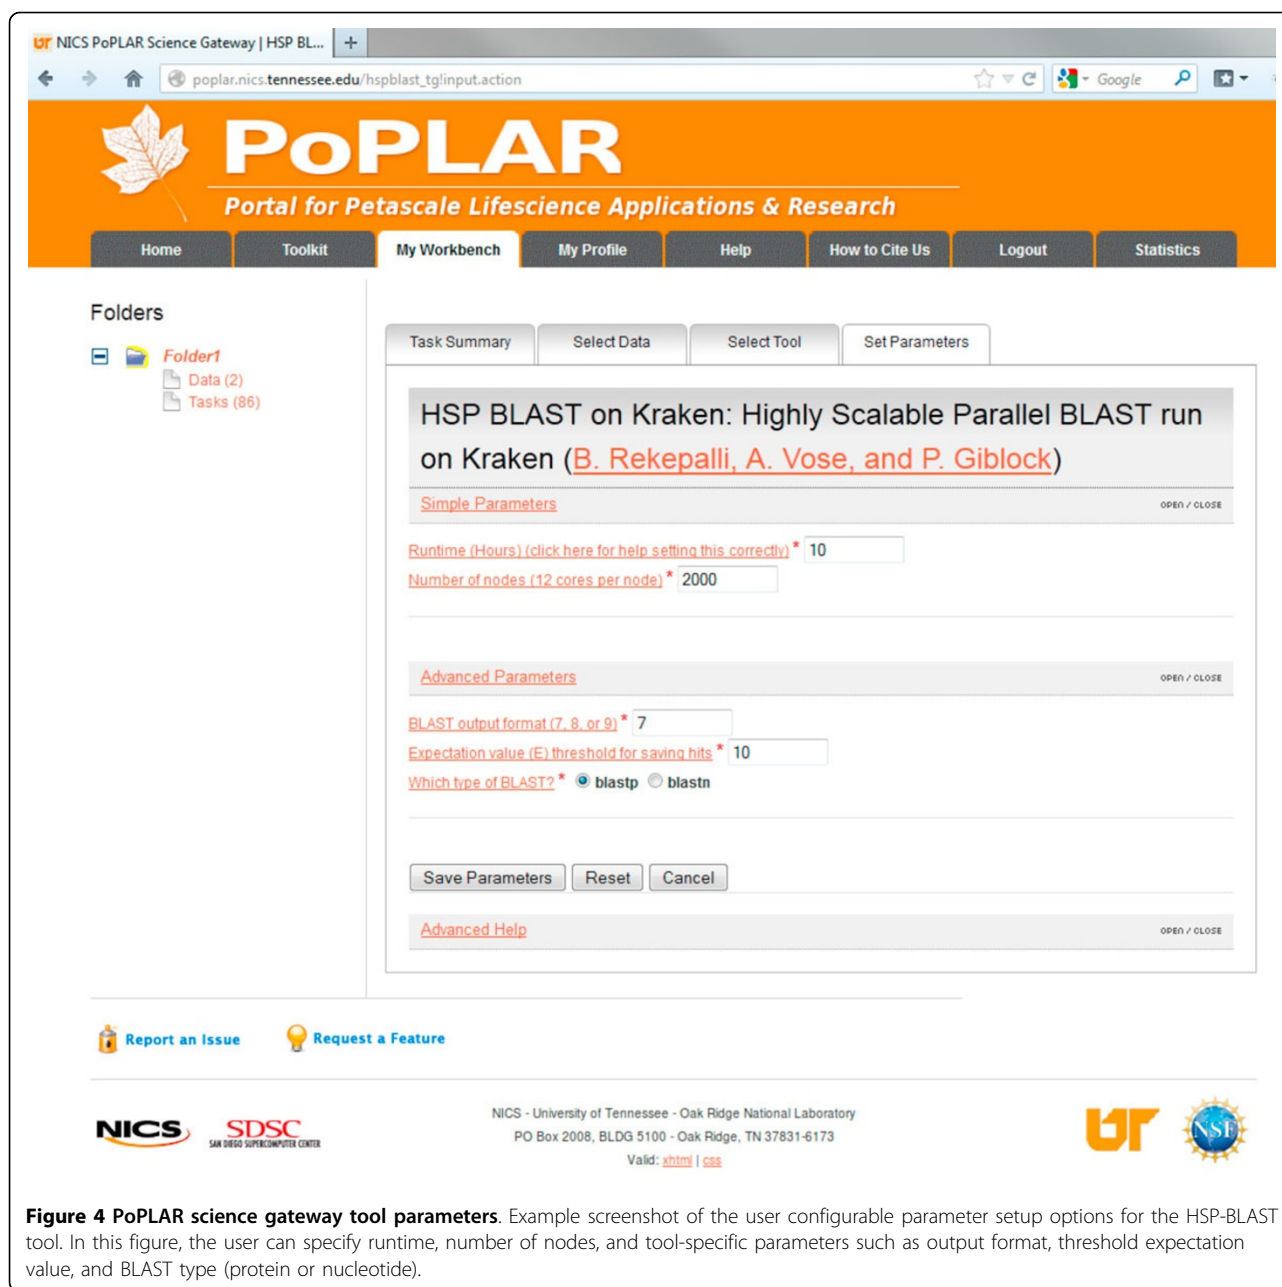 UT NICS PoPLAR Science Gateway | HSP BL... +
poplar.nics.tennessee.edu/hspblast_tg!input.action
Google
PoPLAR
Portal for Petascale Lifescience Applications & Research
Home Toolkit My Workbench My Profile Help How to Cite Us Logout Statistics
Folders
Folder1
Data (2)
Tasks (86)
Task Summary Select Data Select Tool Set Parameters
HSP BLAST on Kraken: Highly Scalable Parallel BLAST run
on Kraken (B. Rekepalli, A. Vose, and P. Giblock)
Simple Parameters OPEN / CLOSE
Runtime (Hours) (click here for help setting this correctly) * 10
Number of nodes (12 cores per node) * 2000
Advanced Parameters OPEN / CLOSE
BLAST output format (7, 8, or 9) * 7
Expectation value (E) threshold for saving hits * 10
Which type of BLAST? * blastp blastn
Save Parameters Reset Cancel
Advanced Help OPEN / CLOSE
Report an Issue Request a Feature
NICS SDSC
SAN DIEGO SUPERCOMPUTER CENTER
NICS - University of Tennessee - Oak Ridge National Laboratory
PO Box 2008, BLDG 5100 - Oak Ridge, TN 37831-6173
Valid: xhtml | css
UT NSF
Figure 4 PoPLAR science gateway tool parameters. Example screenshot of the user configurable parameter setup options for the HSP-BLAST
tool. In this figure, the user can specify runtime, number of nodes, and tool-specific parameters such as output format, threshold expectation
value, and BLAST type (protein or nucleotide).